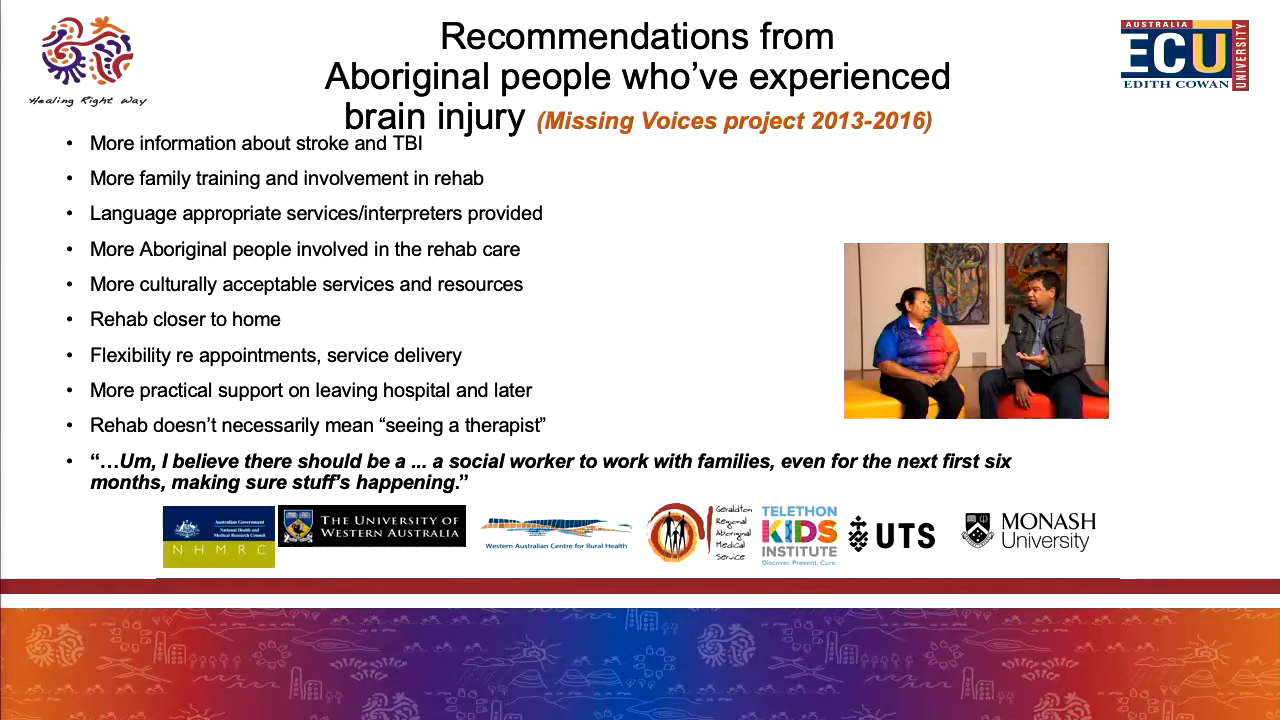 Healing Right Way
Recommendations from
Aboriginal people who’ve experienced
brain injury (Missing Voices project 2013-2016)
AUSTRALIA
ECU
EDITH COWAN
UNIVERSITY
• More information about stroke and TBI
• More family training and involvement in rehab
• Language appropriate services/interpreters provided
• More Aboriginal people involved in the rehab care
• More culturally acceptable services and resources
• Rehab closer to home
• Flexibility re appointments, service delivery
• More practical support on leaving hospital and later
• Rehab doesn’t necessarily mean “seeing a therapist”
• “…Um, I believe there should be a ... a social worker to work with families, even for the next first six
months, making sure stuff’s happening.”
Australian Government
National Health and
Medical Research Council
NHMRC
THE UNIVERSITY OF
WESTERN AUSTRALIA
Western Australian Centre for Rural Health
Geraldton
Regional
Aboriginal
Medical
Service
TELETHON
KIDS
INSTITUTE
Discover. Prevent. Cure.
UTS
MONASH
University